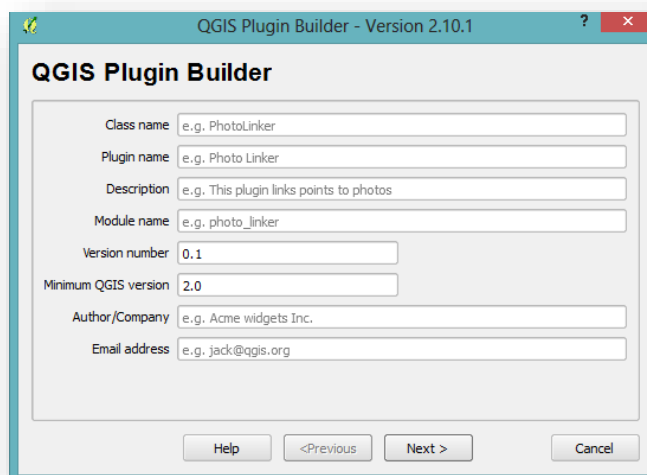 QGIS Plugin Builder - Version 2.10.1 ? ×
QGIS Plugin Builder
Class name e.g. PhotoLinker
Plugin name e.g. Photo Linker
Description e.g. This plugin links points to photos
Module name e.g. photo_linker
Version number 0.1
Minimum QGIS version 2.0
Author/Company e.g. Acme widgets Inc.
Email address e.g. jack@qgis.org
Help <Previous Next > Cancel